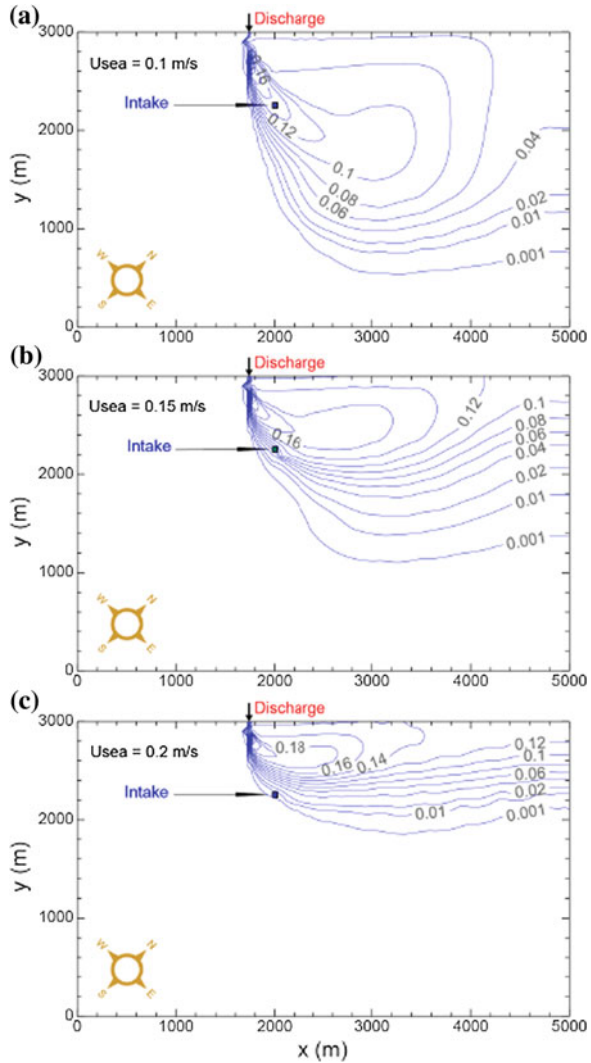 (a)
Discharge
3000
Usea = 0.1 m/s
0.16
Intake
0.12
2000
0.04
0.1
y (m)
0.08
0.06
0.02
0.01
1000
0.001
W N
S E
0
0 1000 2000 3000 4000 5000
(b)
Discharge
3000
0.12
0.1
Usea = 0.15 m/s
0.08
0.16
0.06
Intake
0.04
2000
0.02
y (m)
0.01
0.001
1000
W N
S E
0
0 1000 2000 3000 4000 5000
(c)
Discharge
3000
0.12
Usea = 0.2 m/s
0.18
0.1
0.16
0.14
0.06
Intake
0.02
0.01
0.001
2000
y (m)
1000
W N
S E
0
0 1000 2000 3000 4000 5000
x (m)